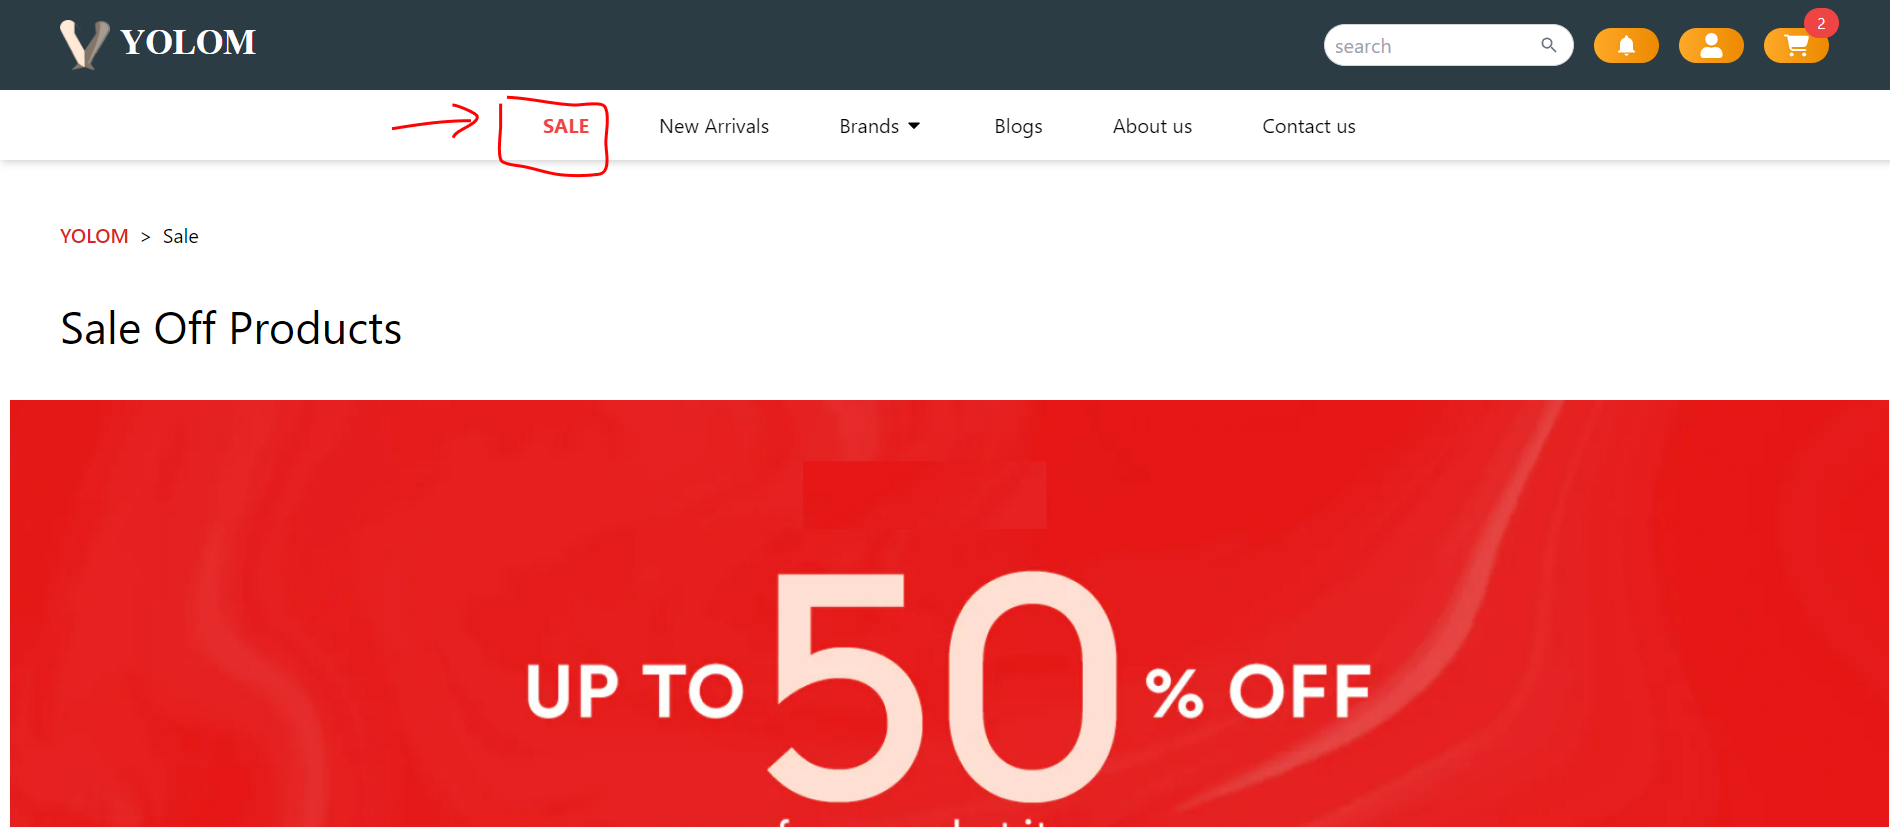 YOLOM
search
2
SALE New Arrivals Brands Blogs About us Contact us
YOLOM > Sale
Sale Off Products
UP TO 50 % OFF